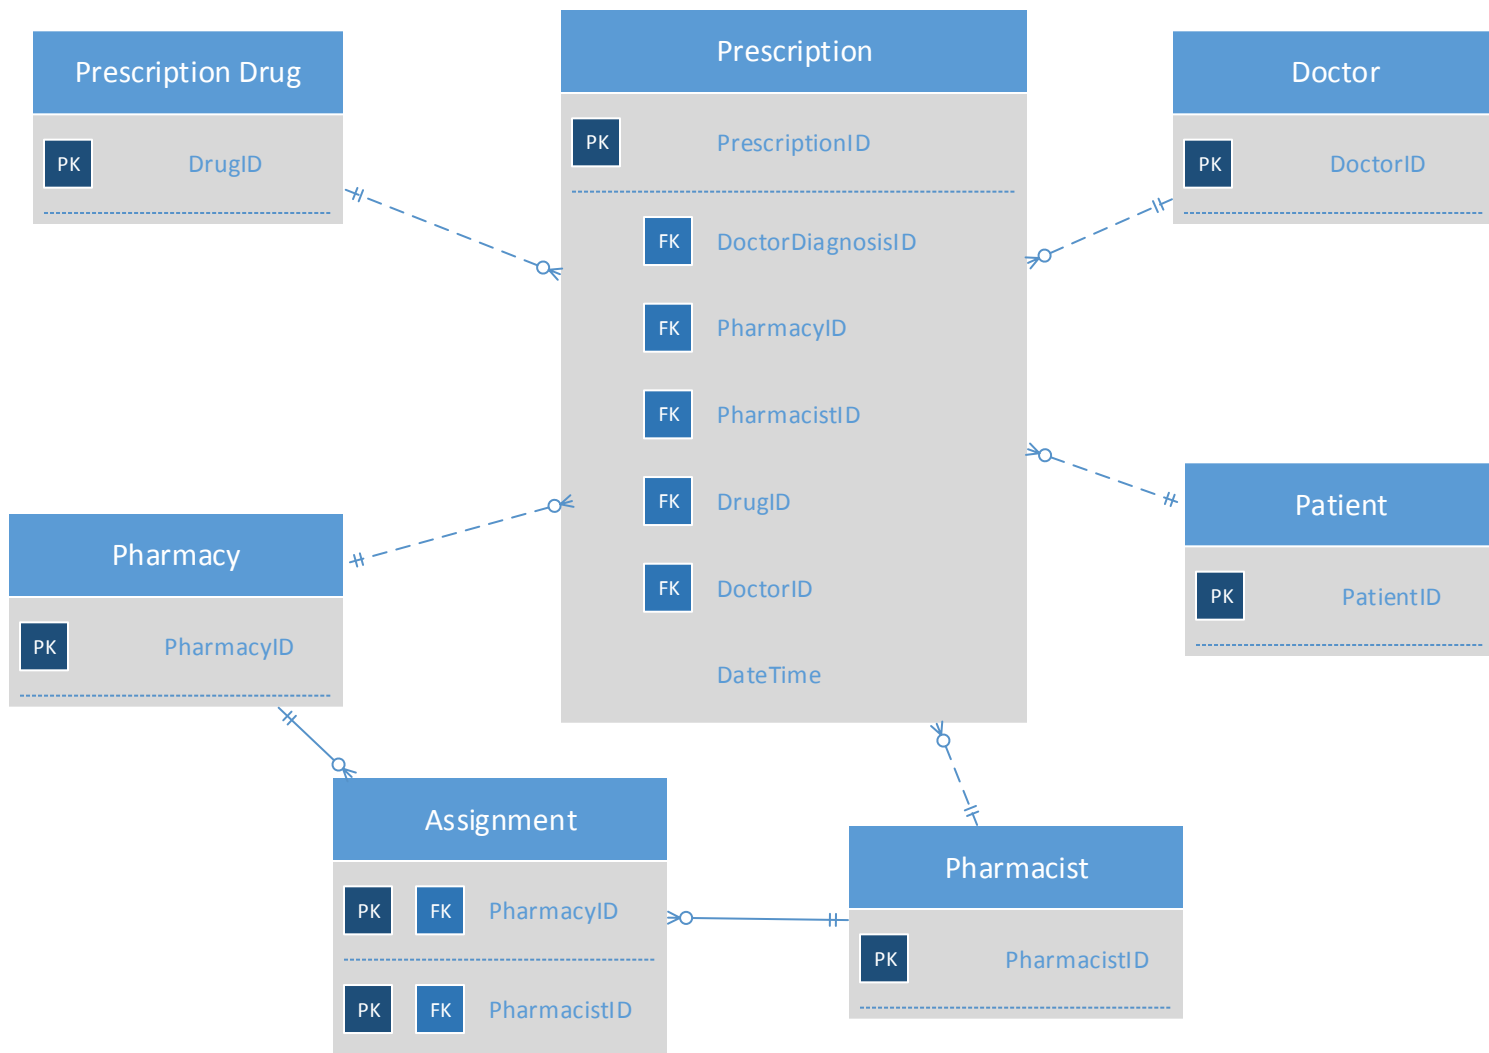 Prescription Drug
PK DrugID
Prescription
PK PrescriptionID
FK DoctorDiagnosisID
FK PharmacyID
FK PharmacistID
FK DrugID
FK DoctorID
DateTime
Doctor
PK DoctorID
Patient
PK PatientID
Pharmacy
PK PharmacyID
Assignment
PK FK PharmacyID
PK FK PharmacistID
Pharmacist
PK PharmacistID